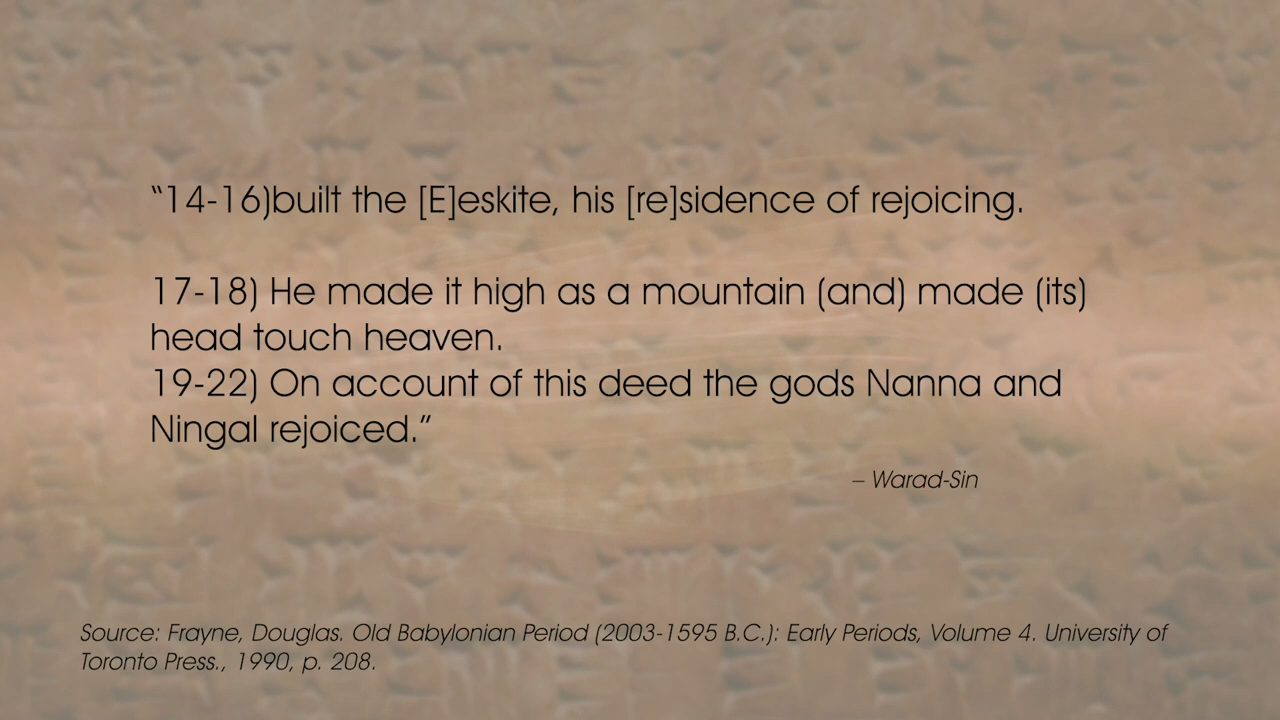 “14-16)built the [E]eskite, his [re]sidence of rejoicing.
17-18) He made it high as a mountain (and) made (its)
head touch heaven.
19-22) On account of this deed the gods Nanna and
Ningal rejoiced.”
– Warad-Sin
Source: Frayne, Douglas. Old Babylonian Period (2003-1595 B.C.): Early Periods, Volume 4. University of
Toronto Press., 1990, p. 208.